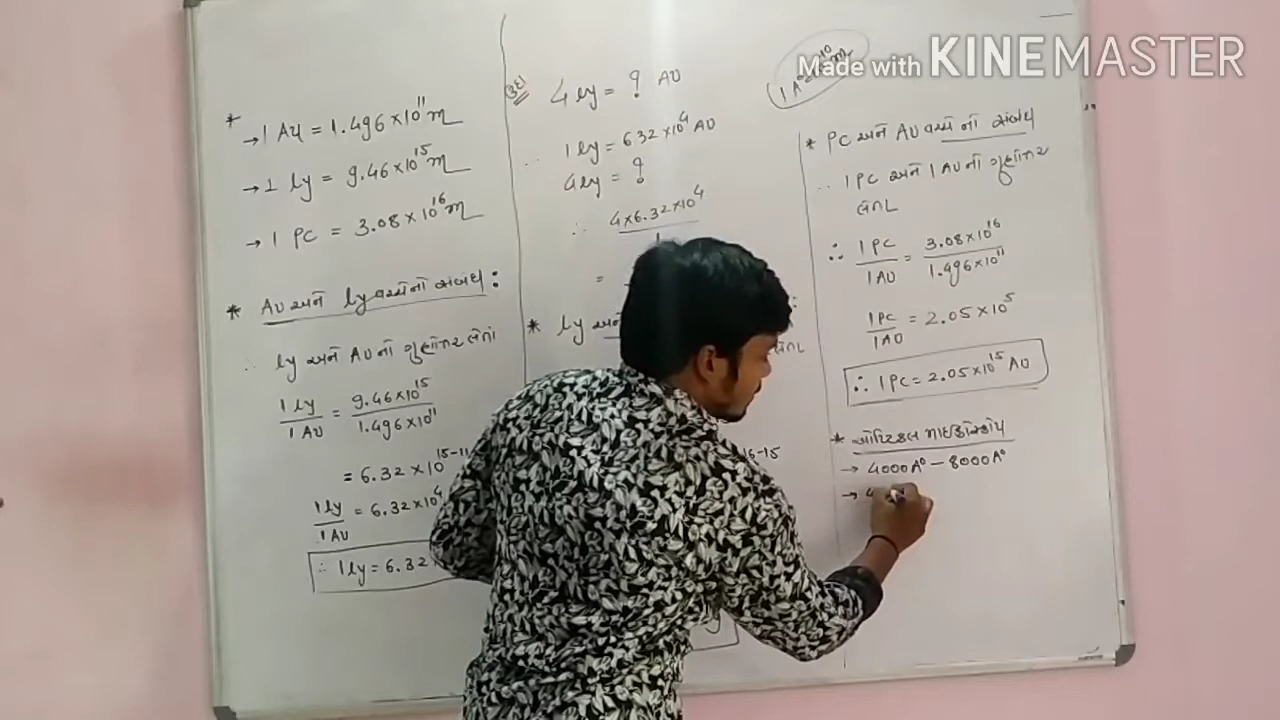 Made with KINEMASTER
* → 1 AU = 1.496×10¹¹ m
→ 1 ly = 9.46×10¹⁵ m
→ 1 PC = 3.08×10¹⁶ m
* AU અને ly વચ્ચેનો સંબંધ :
∴ ly અને AU નો ગુણોત્તર લેતાં
1 ly / 1 AU = 9.46×10¹⁵ / 1.496×10¹¹
= 6.32×10¹⁵⁻¹¹
1 ly / 1 AU = 6.32×10⁴
∴ 1 ly = 6.32
4 ly = ? AU
∴ 1 ly = 6.32×10⁴ AU
4 ly = ?
∴ 4×6.32×10⁴
=
* ly અને
16-15
1 A°
* PC અને AU વચ્ચે નો સંબંધ
∴ 1 PC અને 1 AU નો ગુણોત્તર
1 PC / 1 AU = 3.08×10¹⁶ / 1.496×10¹¹
1 PC / 1 AU = 2.05×10⁵
∴ 1 PC = 2.05×10¹⁵ AU
* ઓપ્ટિકલ માઇક્રોસ્કોપ
→ 4000 A° – 8000 A°
→ 4